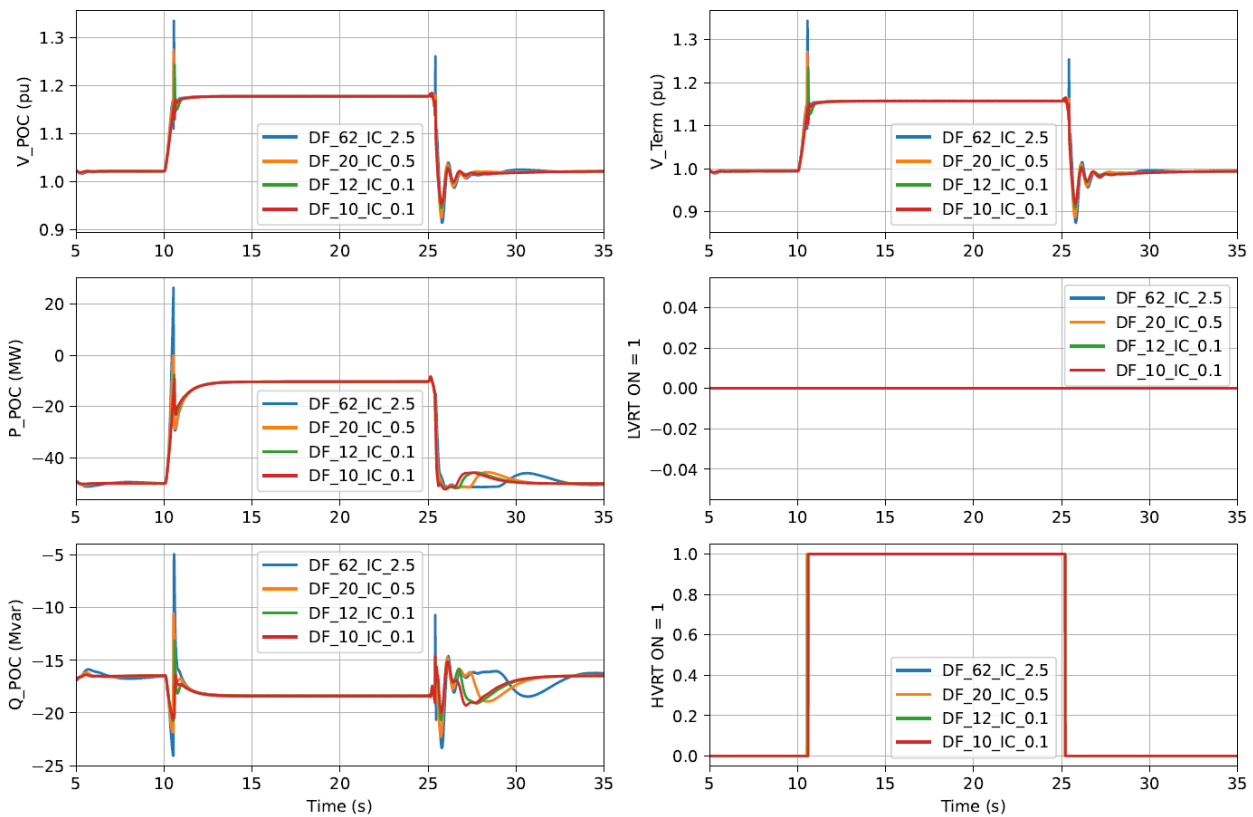 V_POC (pu)
1.3
1.2
1.1
1.0
0.9
DF_62_IC_2.5
DF_20_IC_0.5
DF_12_IC_0.1
DF_10_IC_0.1
5 10 15 20 25 30 35
V_Term (pu)
1.3
1.2
1.1
1.0
0.9
DF_62_IC_2.5
DF_20_IC_0.5
DF_12_IC_0.1
DF_10_IC_0.1
5 10 15 20 25 30 35
P_POC (MW)
20
0
−20
−40
DF_62_IC_2.5
DF_20_IC_0.5
DF_12_IC_0.1
DF_10_IC_0.1
5 10 15 20 25 30 35
LVRT ON = 1
0.04
0.02
0.00
−0.02
−0.04
DF_62_IC_2.5
DF_20_IC_0.5
DF_12_IC_0.1
DF_10_IC_0.1
5 10 15 20 25 30 35
Q_POC (Mvar)
−5
−10
−15
−20
−25
DF_62_IC_2.5
DF_20_IC_0.5
DF_12_IC_0.1
DF_10_IC_0.1
5 10 15 20 25 30 35
Time (s)
HVRT ON = 1
1.0
0.8
0.6
0.4
0.2
0.0
DF_62_IC_2.5
DF_20_IC_0.5
DF_12_IC_0.1
DF_10_IC_0.1
5 10 15 20 25 30 35
Time (s)